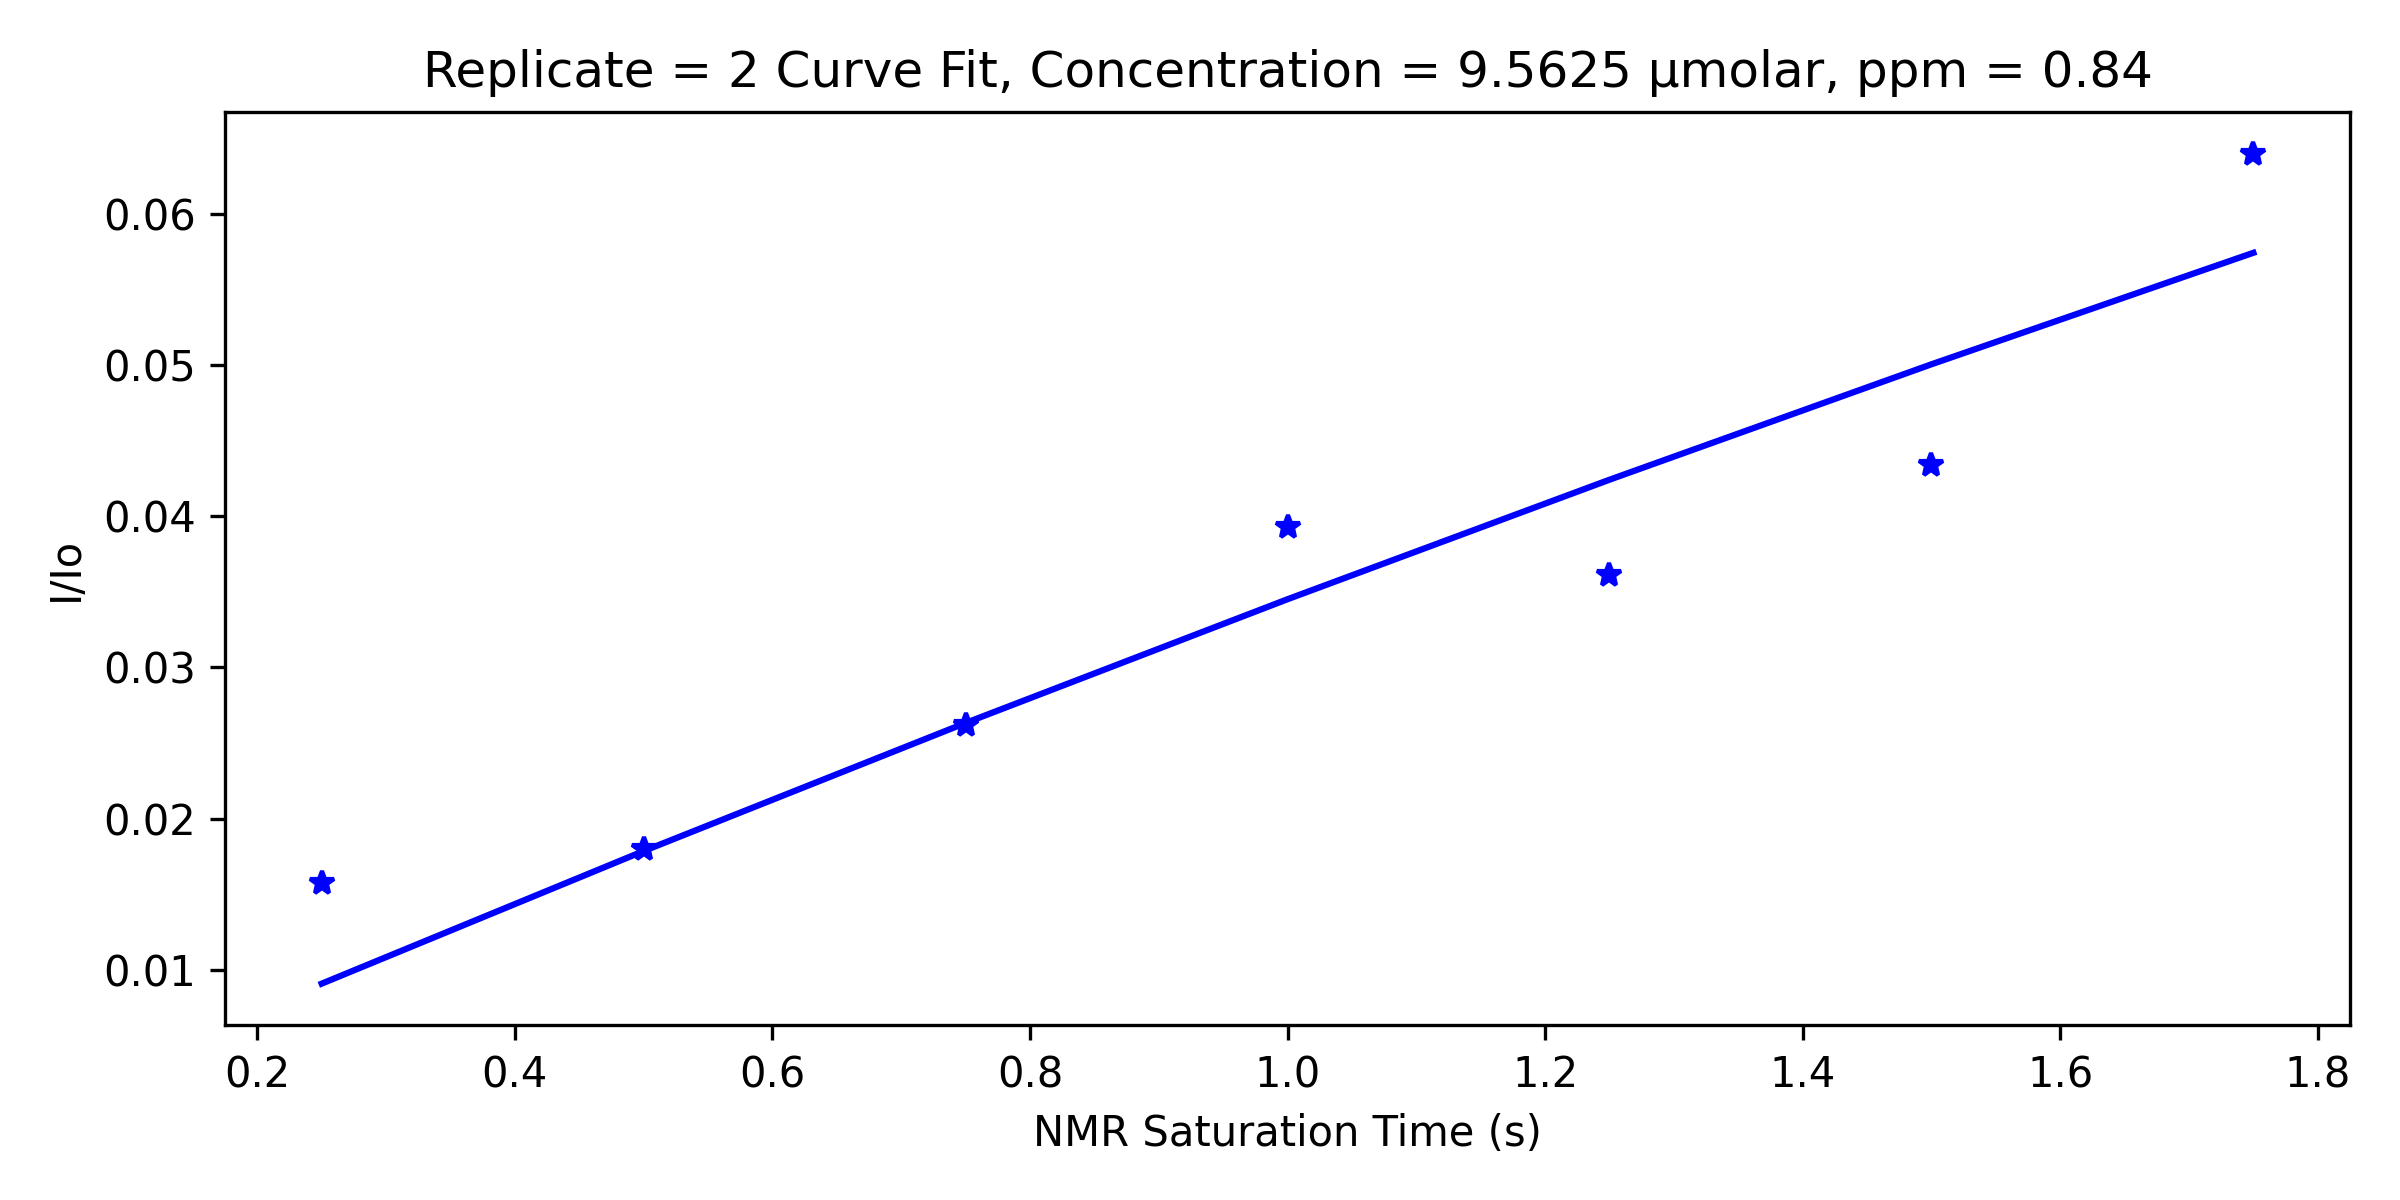 Replicate = 2 Curve Fit, Concentration = 9.5625 µmolar, ppm = 0.84
0.06
0.05
0.04
0.03
0.02
0.01
I/Io
0.2 0.4 0.6 0.8 1.0 1.2 1.4 1.6 1.8
NMR Saturation Time (s)